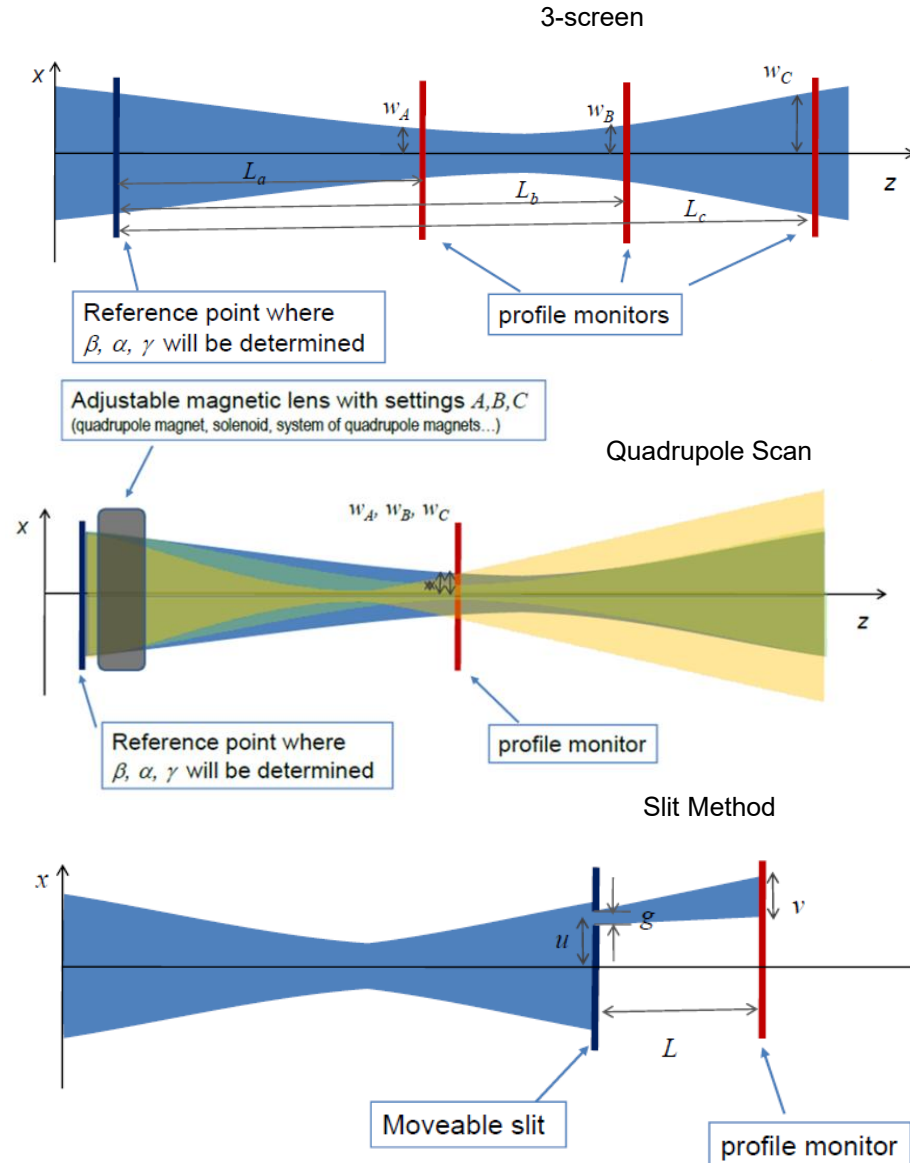 3-screen
x
w_A
w_B
w_C
z
L_a
L_b
L_c
Reference point where
β, α, γ will be determined
profile monitors
Adjustable magnetic lens with settings A,B,C
(quadrupole magnet, solenoid, system of quadrupole magnets…)
Quadrupole Scan
x
w_A, w_B, w_C
z
Reference point where
β, α, γ will be determined
profile monitor
Slit Method
x
u
g
v
L
Moveable slit
profile monitor